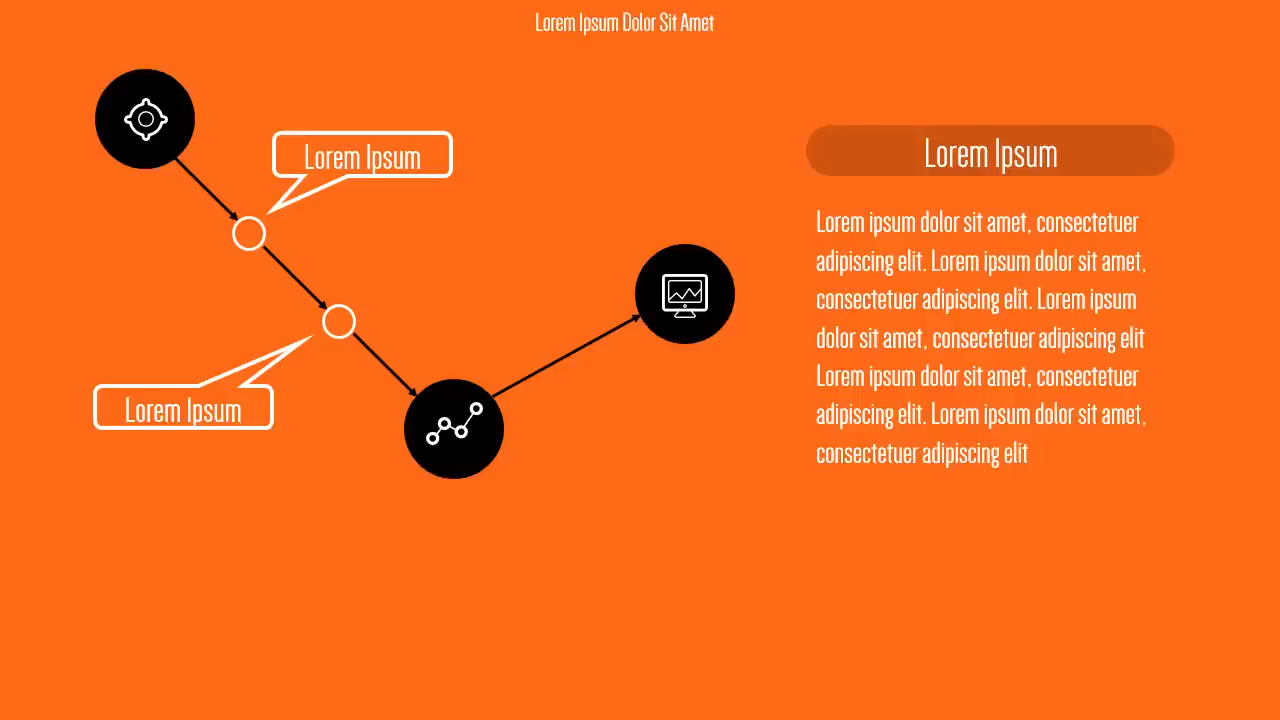 Lorem Ipsum Dolor Sit Amet
Lorem Ipsum
Lorem Ipsum
Lorem Ipsum
Lorem ipsum dolor sit amet, consectetuer
adipiscing elit. Lorem ipsum dolor sit amet,
consectetuer adipiscing elit. Lorem ipsum
dolor sit amet, consectetuer adipiscing elit
Lorem ipsum dolor sit amet, consectetuer
adipiscing elit. Lorem ipsum dolor sit amet,
consectetuer adipiscing elit